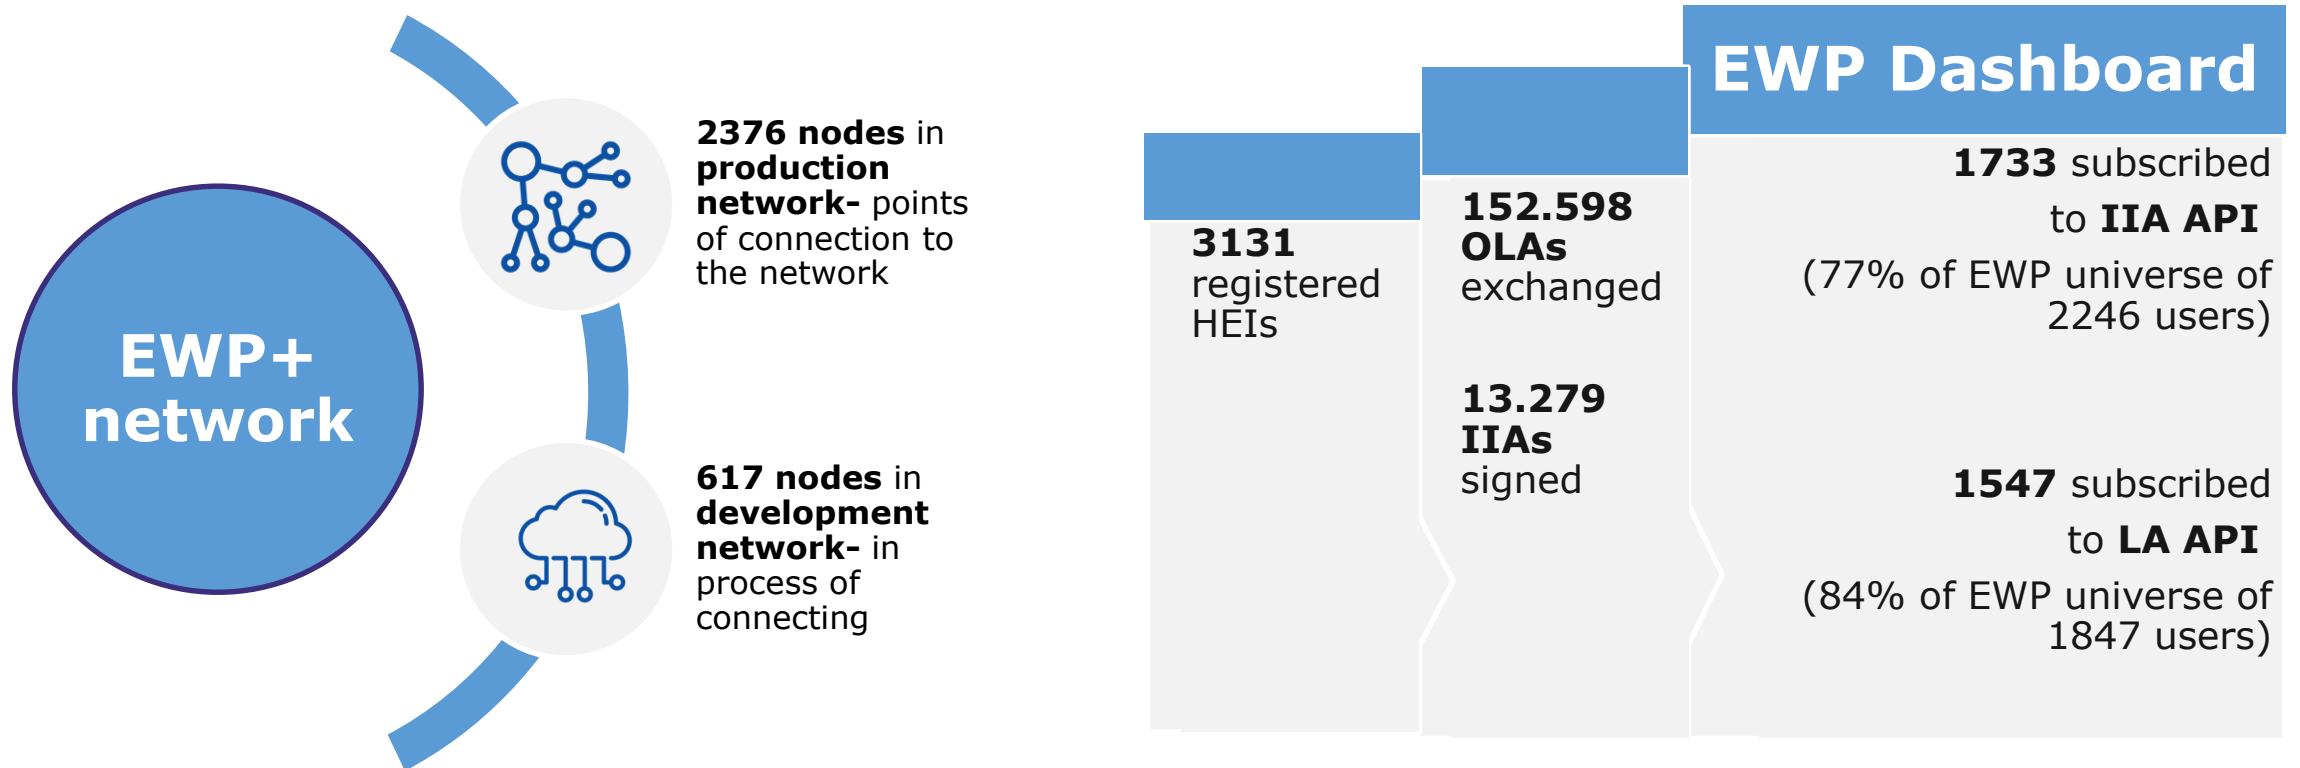 EWP+
network
2376 nodes in
production
network- points
of connection to
the network
617 nodes in
development
network- in
process of
connecting
EWP Dashboard
3131
registered
HEIs
152.598
OLAs
exchanged
13.279
IIAs
signed
1733 subscribed
to IIA API
(77% of EWP universe of
2246 users)
1547 subscribed
to LA API
(84% of EWP universe of
1847 users)